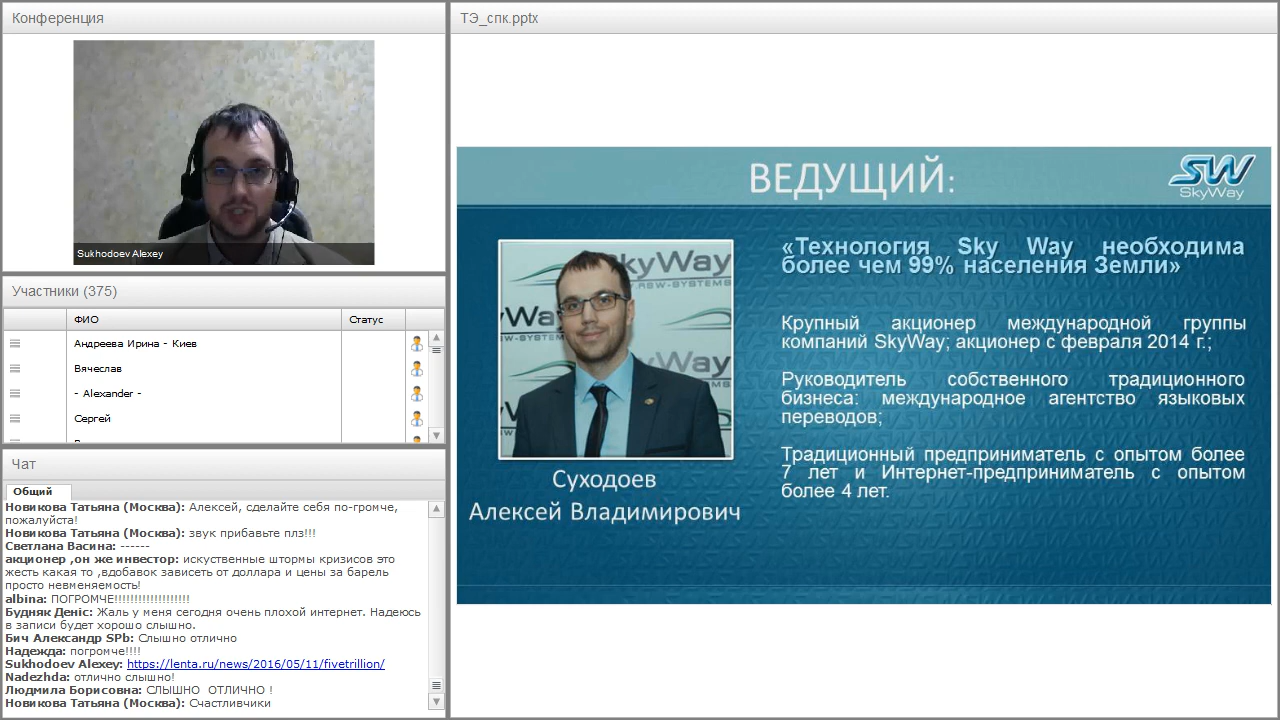 Конференция
Sukhodoev Alexey
Участники (375)
ФИО
Статус
Андреева Ирина - Киев
Вячеслав
- Alexander -
Сергей
Чат
Общий
Новикова Татьяна (Москва): Алексей, сделайте себя по-громче,
пожалуйста!
Новикова Татьяна (Москва): звук прибавьте плз!!!
Светлана Васина: ------
акционер ,он же инвестор: искуственные штормы кризисов это
жесть какая то ,вдобавок зависеть от доллара и цены за барель
просто невменяемость!
albina: ПОГРОМЧЕ!!!!!!!!!!!!!!!!!!!
Будняк Деніс: Жаль у меня сегодня очень плохой интернет. Надеюсь
в записи будет хорошо слышно.
Бич Александр SPb: Слышно отлично
Надежда: погромче!!!!
Sukhodoev Alexey: https://lenta.ru/news/2016/05/11/fivetrillion/
Nadezhda: отлично слышно!
Людмила Борисовна: СЛЫШНО ОТЛИЧНО !
Новикова Татьяна (Москва): Счастливчики
ТЭ_спк.pptx
ВЕДУЩИЙ:
SW
SkyWay
SkyWay
.RSW-SYSTEMS
Суходоев
Алексей Владимирович
«Технология Sky Way необходима
более чем 99% населения Земли»
Крупный акционер международной группы
компаний SkyWay; акционер с февраля 2014 г.;
Руководитель собственного традиционного
бизнеса: международное агентство языковых
переводов;
Традиционный предприниматель с опытом более
7 лет и Интернет-предприниматель с опытом
более 4 лет.